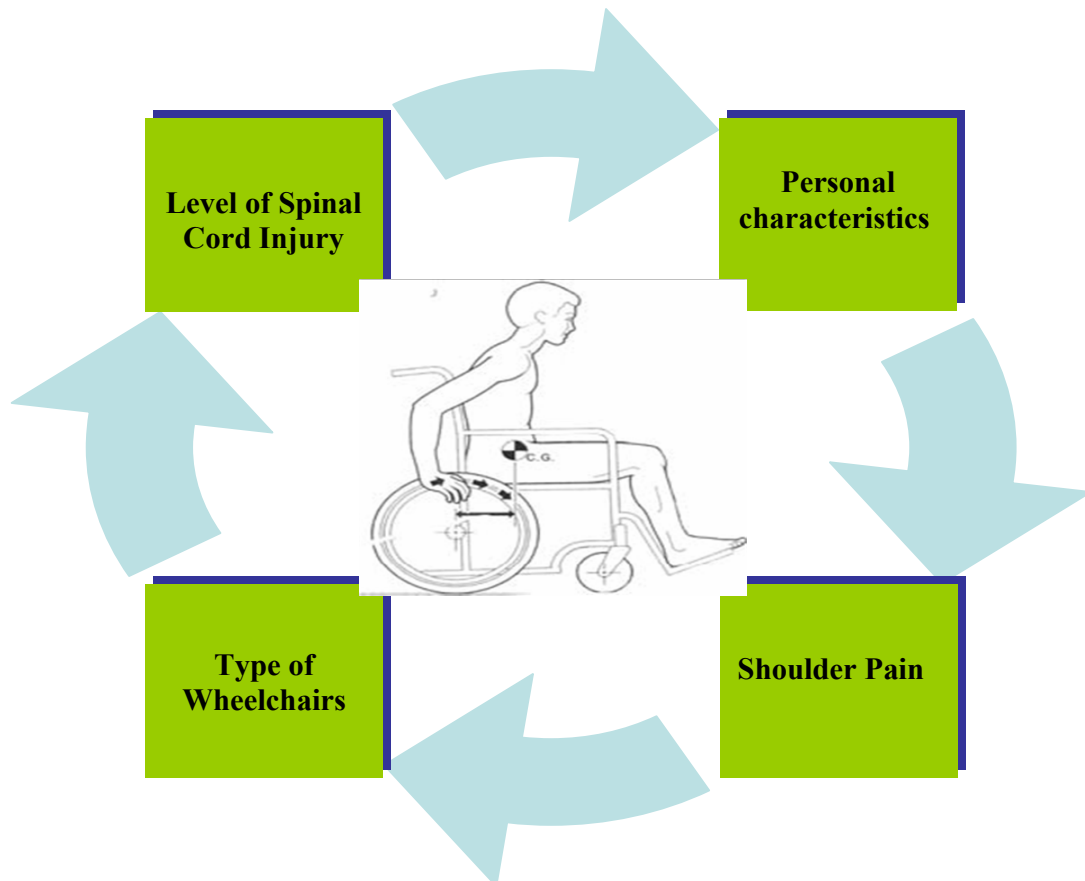 Level of Spinal
Cord Injury
Personal
characteristics
C.G.
Type of
Wheelchairs
Shoulder Pain